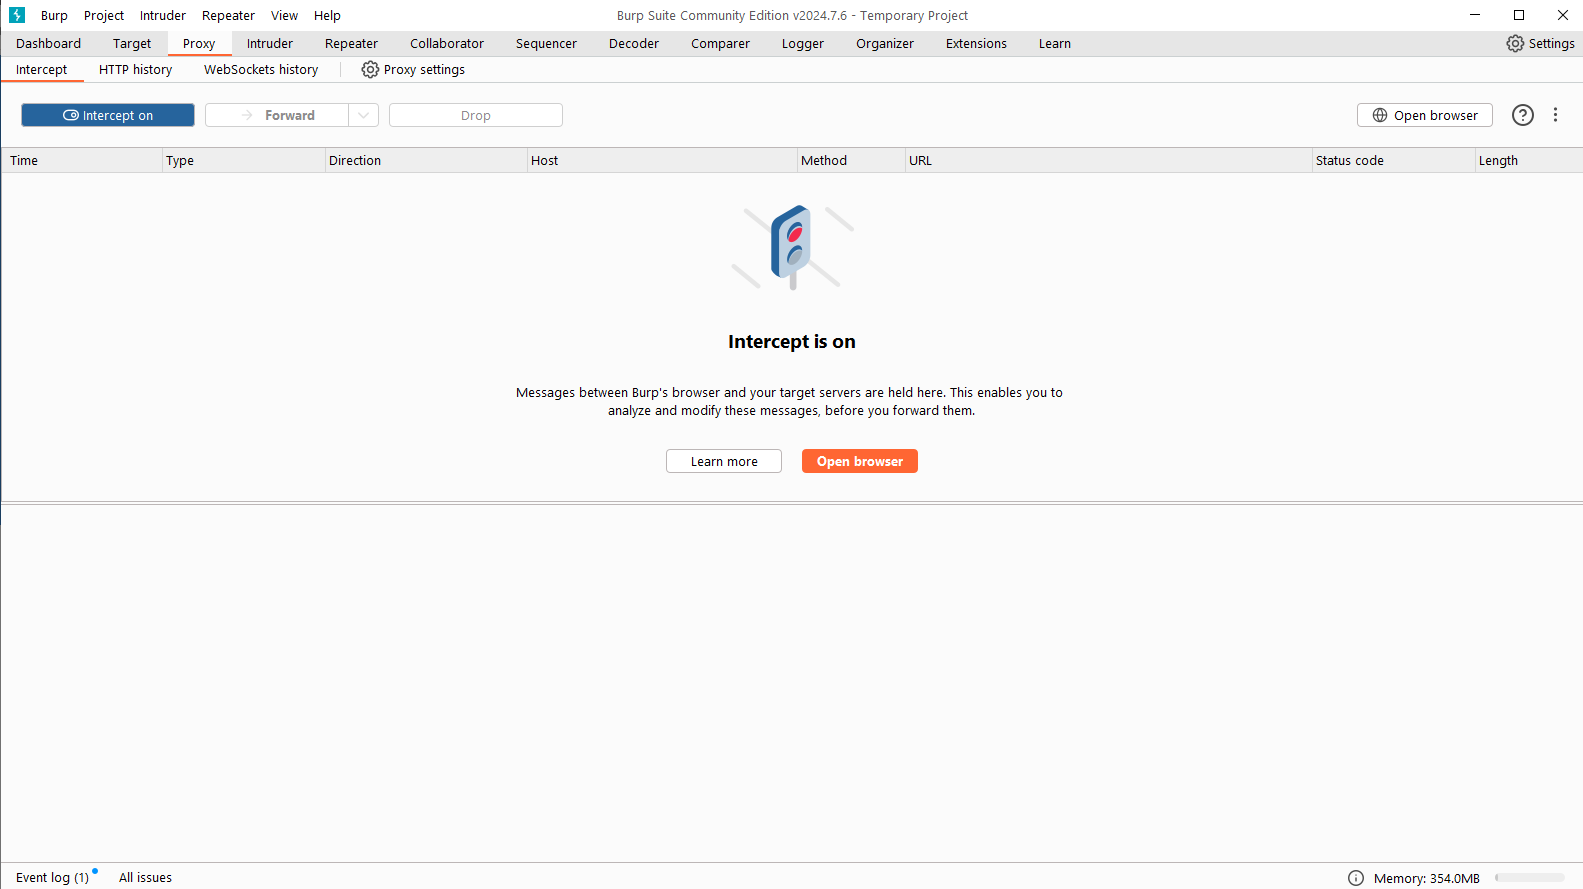 Burp Project Intruder Repeater View Help Burp Suite Community Edition v2024.7.6 - Temporary Project
Dashboard Target Proxy Intruder Repeater Collaborator Sequencer Decoder Comparer Logger Organizer Extensions Learn Settings
Intercept HTTP history WebSockets history Proxy settings
Intercept on Forward Drop Open browser
Time Type Direction Host Method URL Status code Length
Intercept is on
Messages between Burp's browser and your target servers are held here. This enables you to
analyze and modify these messages, before you forward them.
Learn more Open browser
Event log (1) All issues Memory: 354.0MB